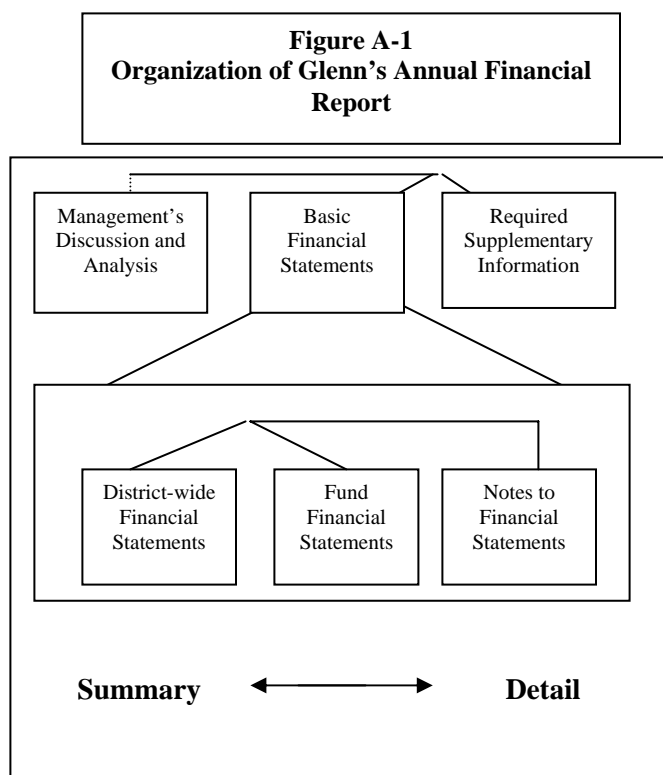 Figure A-1
Organization of Glenn’s Annual Financial
Report
Management’s
Discussion and
Analysis
Basic
Financial
Statements
Required
Supplementary
Information
District-wide
Financial
Statements
Fund
Financial
Statements
Notes to
Financial
Statements
Summary
Detail